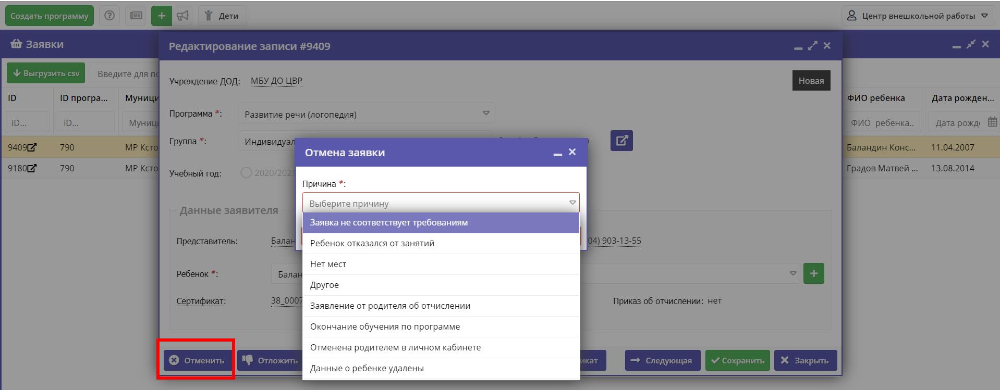 Создать программу
Дети
Центр внешкольной работы
Заявки
Редактирование записи #9409
Выгрузить csv
Введите для по
Учреждение ДОД: МБУ ДО ЦВР
Новая
ID
ID програ...
Муници
ФИО ребенка
Дата рожден...
iD...
iD...
Муници
ФИО ребенка..
Дата рожд
Программа *: Развитие речи (логопедия)
Группа *: Индивидуал
9409 790 МР Ксто
Баландин Конс... 11.04.2007
9180 790 МР Ксто
Градов Матвей ... 13.08.2014
Учебный год: 2020/2021
Отмена заявки
Причина *:
Выберите причину
Заявка не соответствует требованиям
Ребенок отказался от занятий
Нет мест
Другое
Заявление от родителя об отчислении
Окончание обучения по программе
Отменена родителем в личном кабинете
Данные о ребенке удалены
Данные заявителя
Представитель: Балан
04) 903-13-55
Ребенок *: Балан
Сертификат: 38_0007
Приказ об отчислении: нет
Отменить
Отложить
икат
Следующая
Сохранить
Закрыть